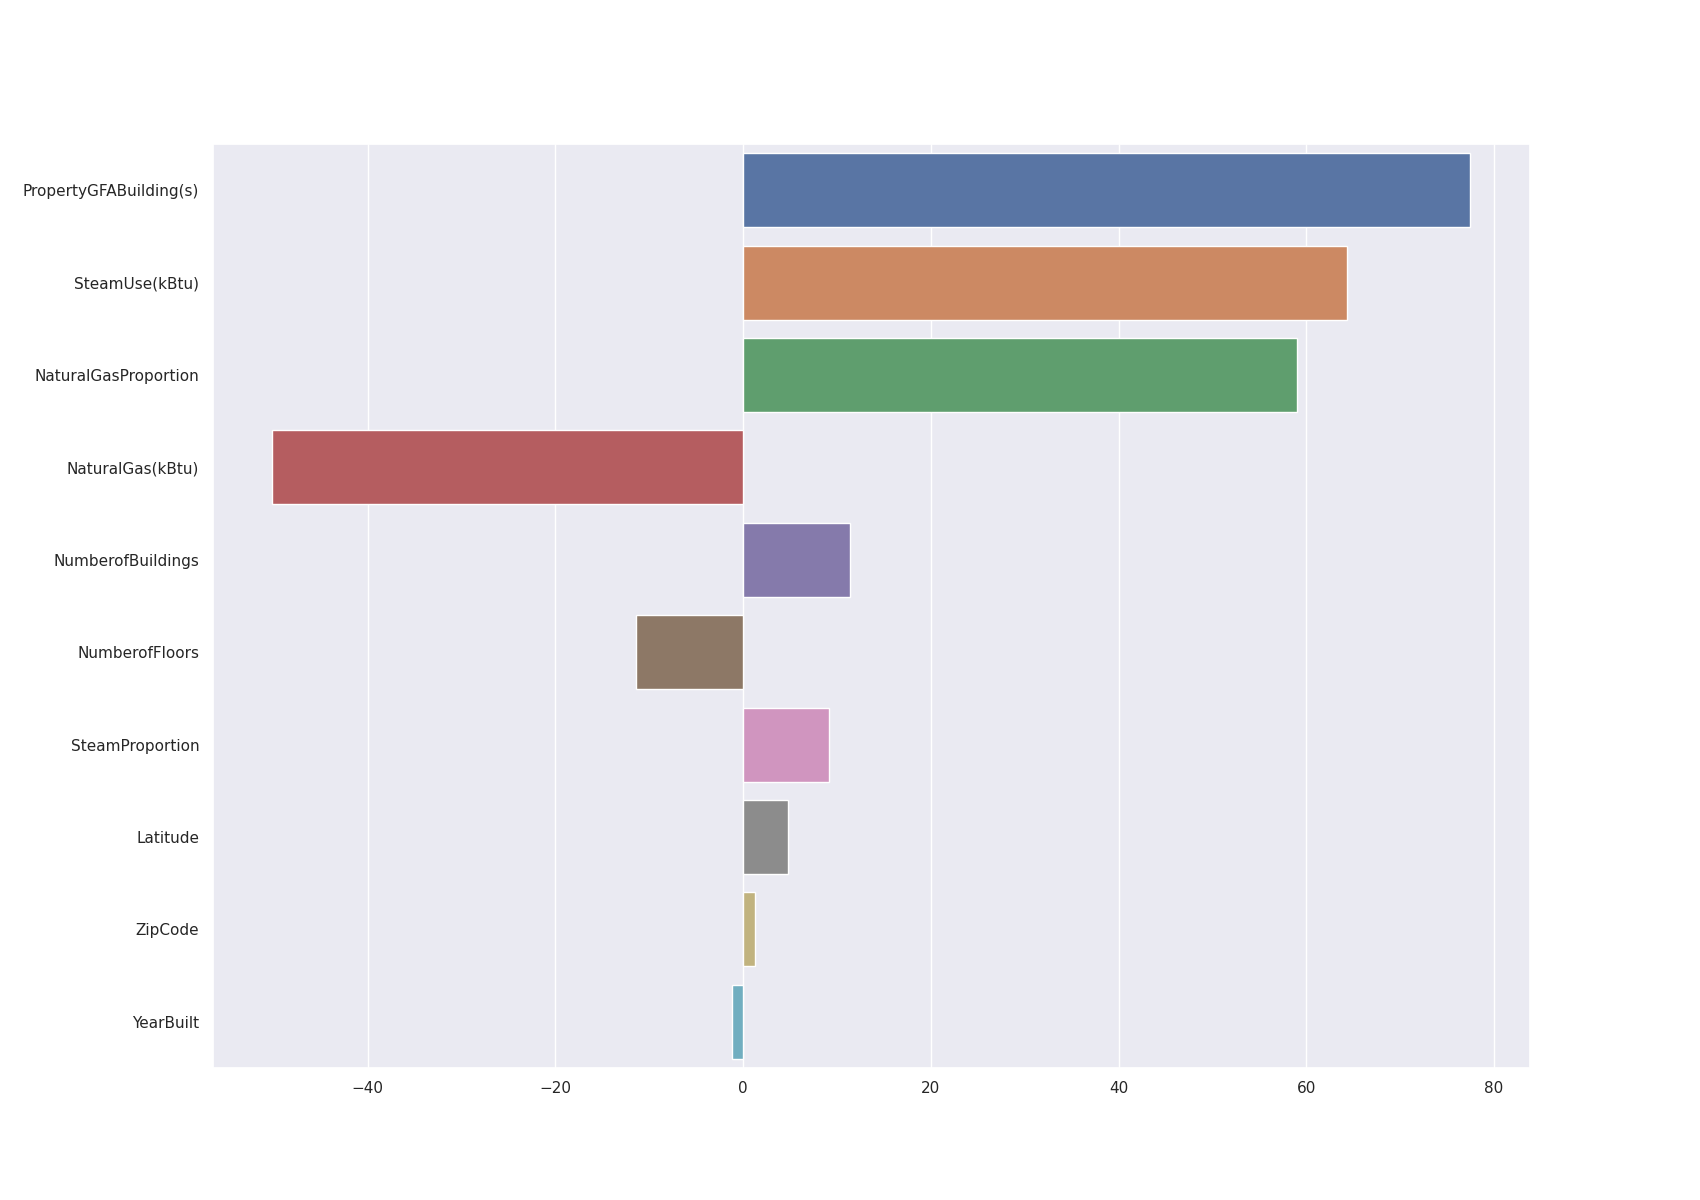 PropertyGFABuilding(s)
SteamUse(kBtu)
NaturalGasProportion
NaturalGas(kBtu)
NumberofBuildings
NumberofFloors
SteamProportion
Latitude
ZipCode
YearBuilt
−40 −20 0 20 40 60 80